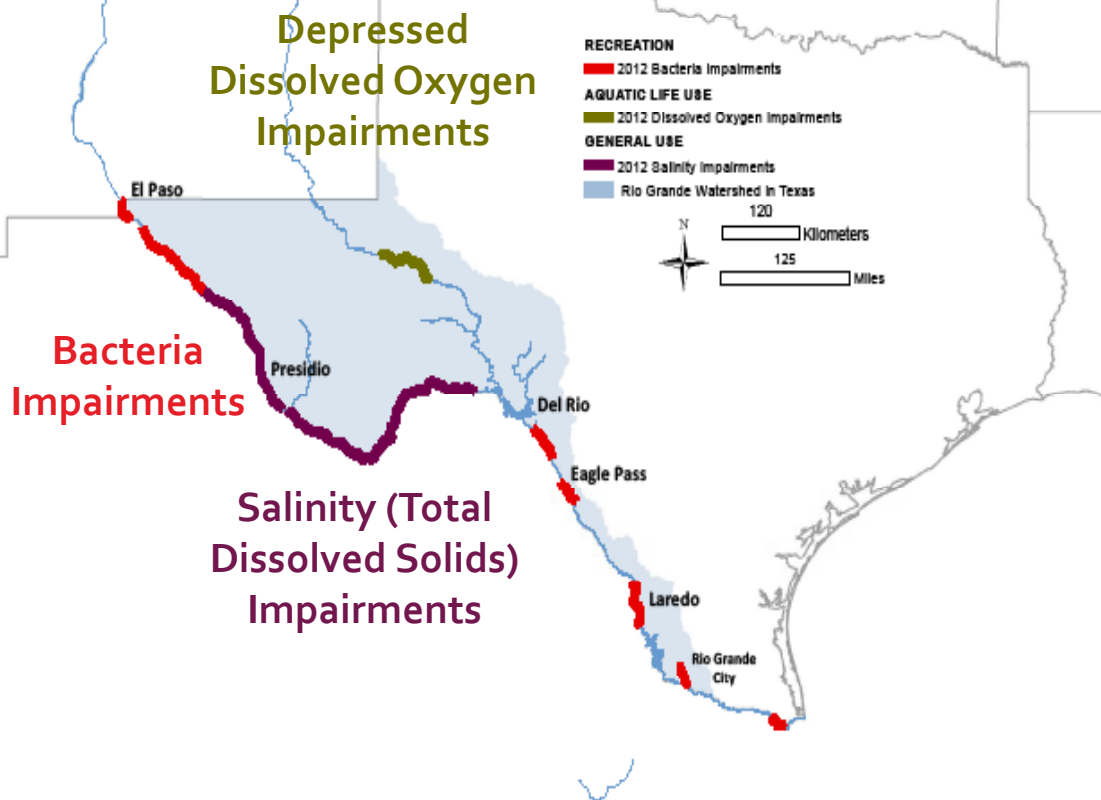 Depressed
Dissolved Oxygen
Impairments
RECREATION
2012 Bacteria Impairments
AQUATIC LIFE USE
2012 Dissolved Oxygen Impairments
GENERAL USE
2012 Salinity Impairments
Rio Grande Watershed in Texas
N
120
Kilometers
125
Miles
El Paso
Bacteria
Impairments
Presidio
Del Rio
Eagle Pass
Salinity (Total
Dissolved Solids)
Impairments
Laredo
Rio Grande
City